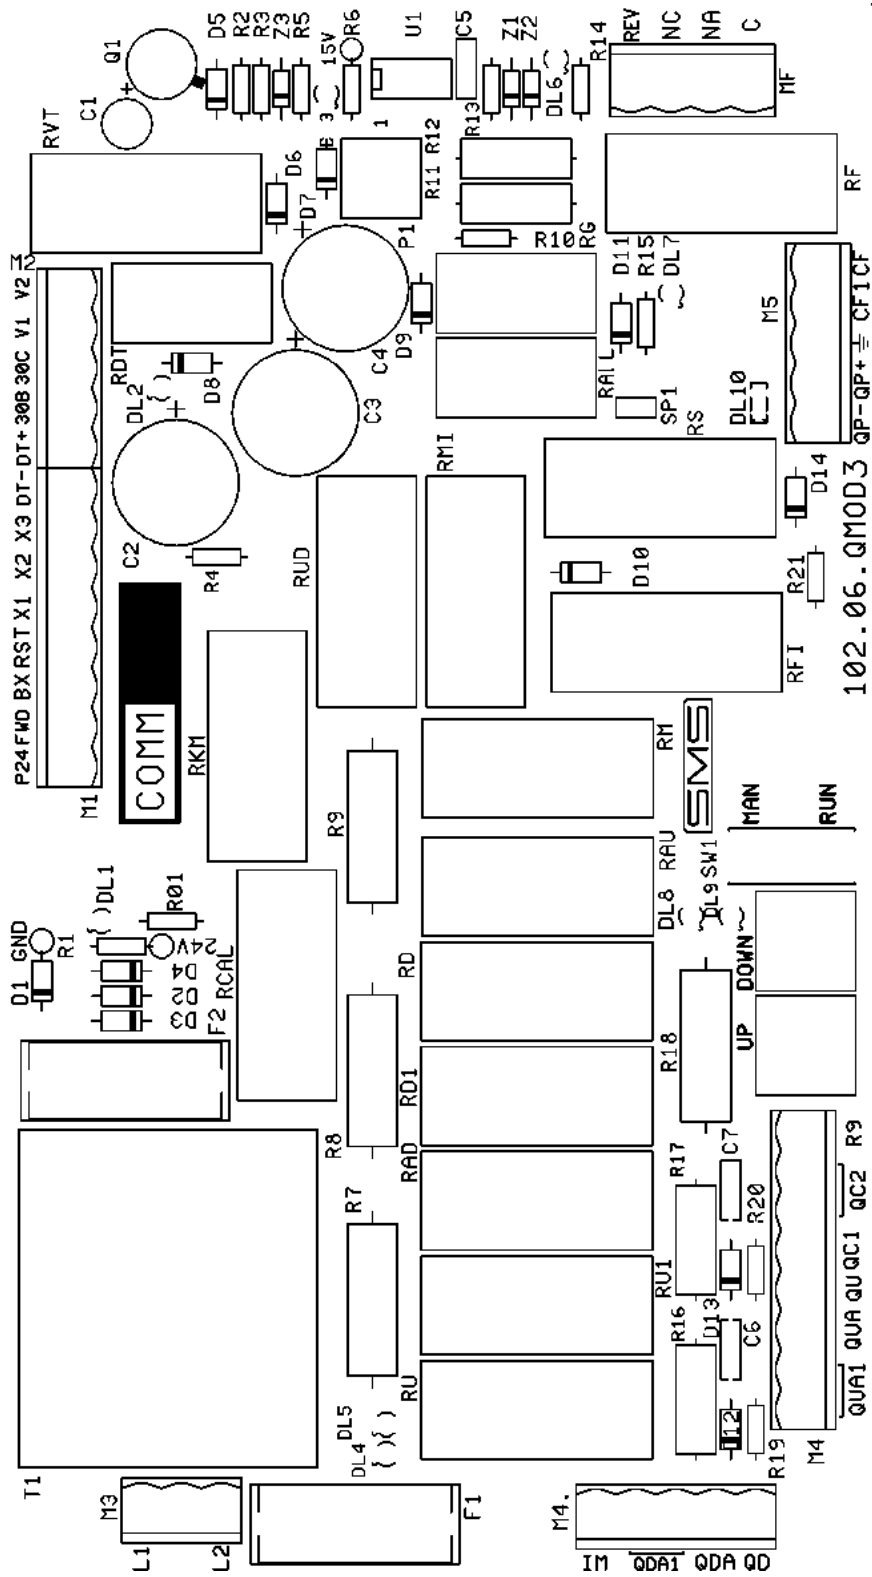 Q1
D5
R2
R3
Z3
R5
15V
R6
U1
C5
Z1
Z2
DL6
R14
REV
NC
NA
C
MF
C1
RVT
D6
D7
3
1
R11
R12
R13
RF
P1
R10
RG
D11
R15
DL7
M2
RDT
D8
DL2
C4
D9
C3
RALL
SP1
RS
DL10
M5
QP- QP+ CF1 CF
P24 FWD BX RST X1 X2 X3 DT- DT+ 30B 30C V1 V2
C2
R4
RUD
RMI
D10
D14
R21
RFI
102.06.QMOD3
M1
COMM
RKM
R9
RM
SMS
MAN
RUN
RAU
DL8
DL9
SW1
D1
GND
R1
DL1
R01
24V
D4
D2
D3
F2
RCAL
RD
R18
DOWN
UP
R8
RD1
RAD
R17
C7
R20
R9
R7
RU1
R16
D13
C6
QUA1 QUA QU QC1 QC2
T1
DL4
DL5
RU
12
R19
M4
M3
L1
L2
F1
M4.
IM QDA1 QDA QD